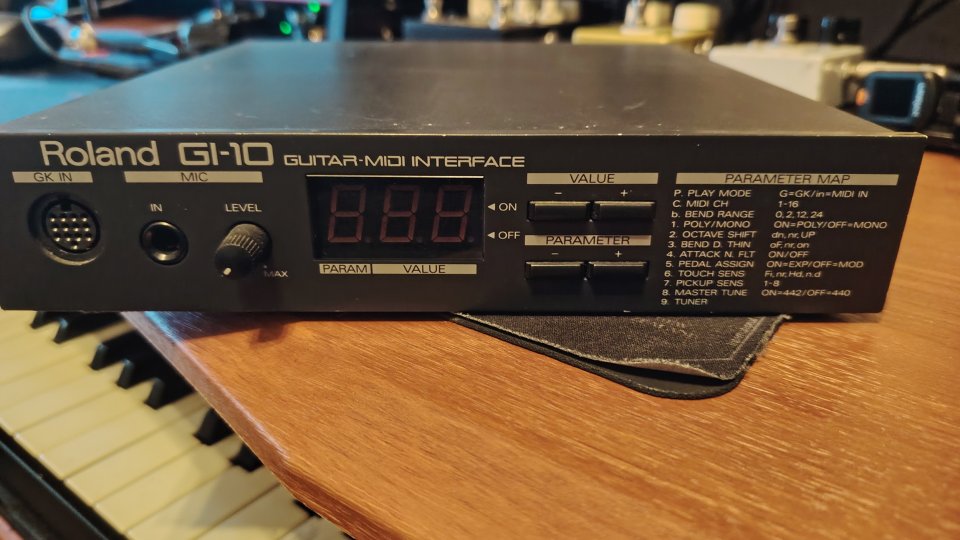 Roland GI-10 GUITAR-MIDI INTERFACE
GK IN
MIC
IN
LEVEL
MAX
ON
OFF
PARAM
VALUE
VALUE
− +
PARAMETER
− +
PARAMETER MAP
P. PLAY MODE G=GK/in=MIDI IN
C. MIDI CH 1-16
b. BEND RANGE 0,2,12,24
1. POLY/MONO ON=POLY/OFF=MONO
2. OCTAVE SHIFT dn,nr,UP
3. BEND D. THIN oF,nr,on
4. ATTACK N. FLT ON/OFF
5. PEDAL ASSIGN ON=EXP/OFF=MOD
6. TOUCH SENS Fi,nr,Hd,n.d
7. PICKUP SENS 1-8
8. MASTER TUNE ON=442/OFF=440
9. TUNER